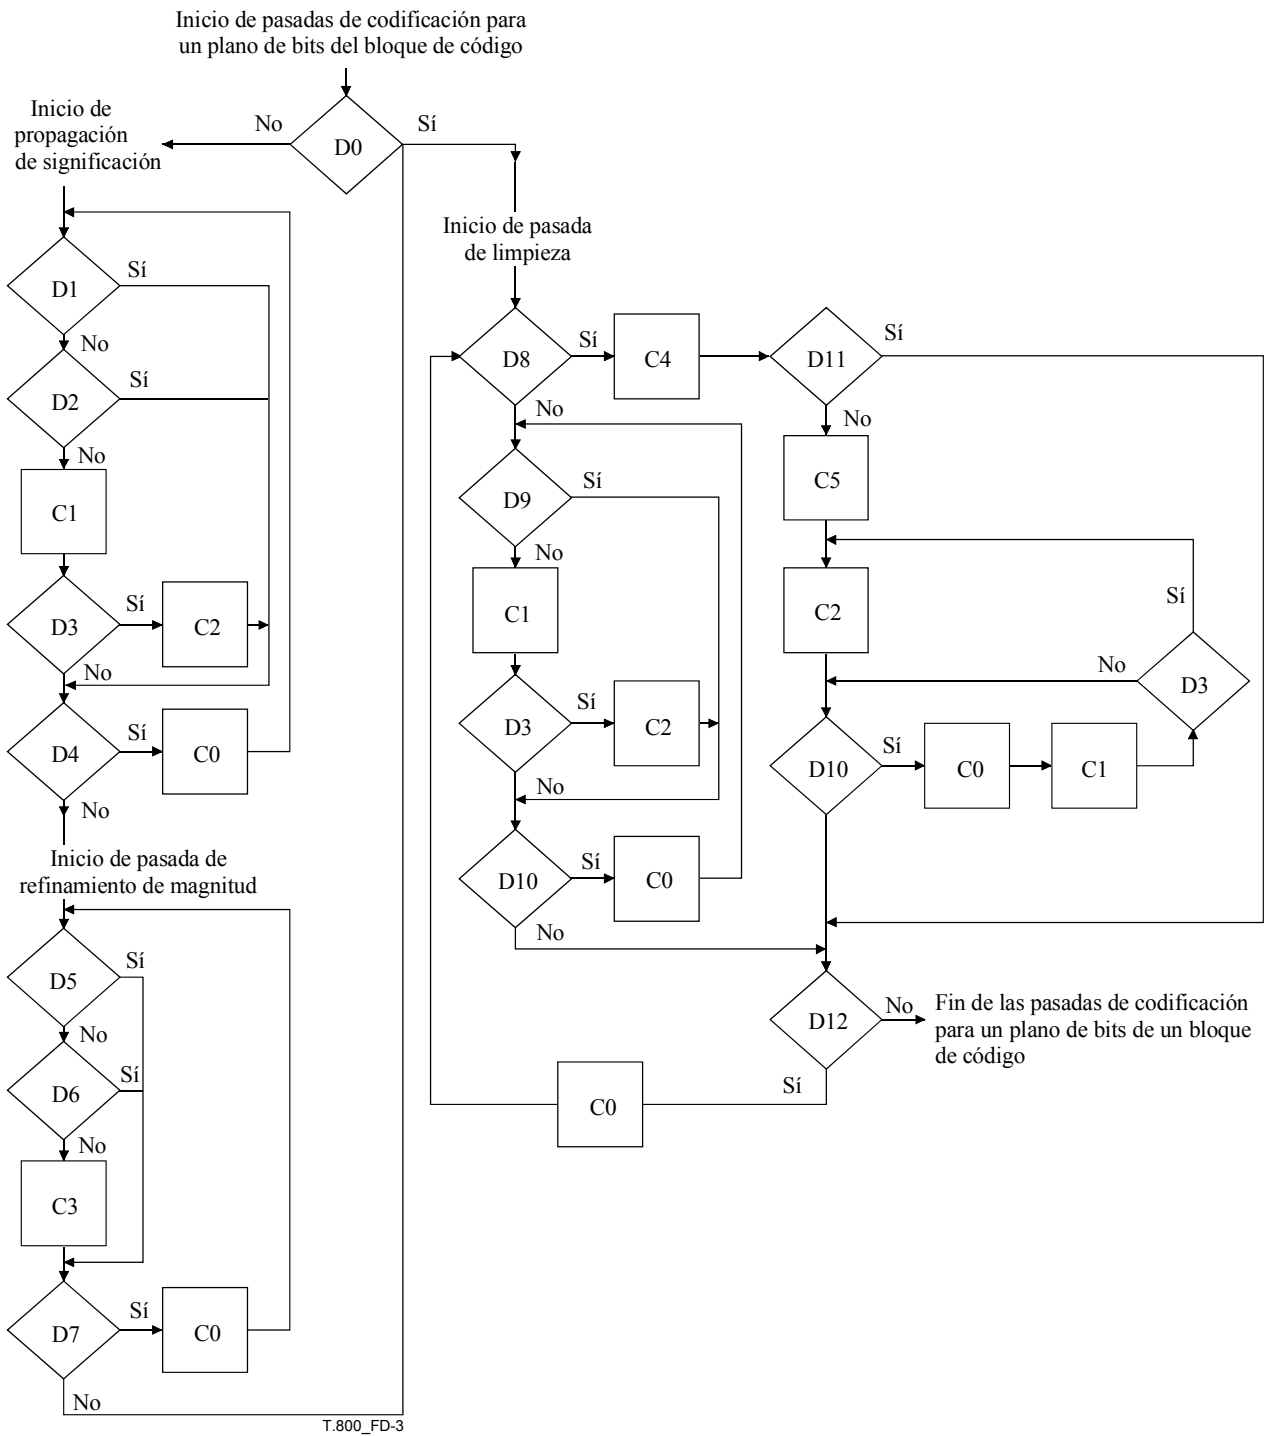 Inicio de pasadas de codificación para
un plano de bits del bloque de código
Inicio de
propagación
de significación
No
D0
Sí
D1
Sí
No
D2
Sí
No
C1
D3
Sí
C2
No
D4
Sí
C0
No
Inicio de pasada de
refinamiento de magnitud
D5
Sí
No
D6
Sí
No
C3
D7
Sí
C0
No
T.800_FD-3
Inicio de pasada
de limpieza
D8
Sí
C4
D11
Sí
No
No
D9
Sí
No
C1
D3
Sí
C2
No
D10
Sí
C0
No
C5
C2
Sí
No
D3
D10
Sí
C0
C1
D12
No
Fin de las pasadas de codificación
para un plano de bits de un bloque
de código
Sí
C0